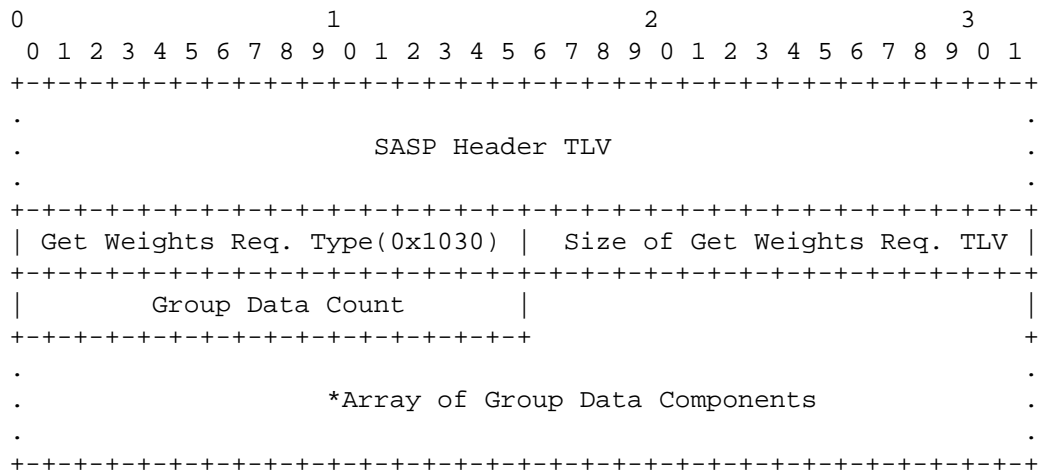 0                   1                   2                   3
 0 1 2 3 4 5 6 7 8 9 0 1 2 3 4 5 6 7 8 9 0 1 2 3 4 5 6 7 8 9 0 1
+-+-+-+-+-+-+-+-+-+-+-+-+-+-+-+-+-+-+-+-+-+-+-+-+-+-+-+-+-+-+-+-+
.                                                               .
.                      SASP Header TLV                          .
.                                                               .
+-+-+-+-+-+-+-+-+-+-+-+-+-+-+-+-+-+-+-+-+-+-+-+-+-+-+-+-+-+-+-+-+
| Get Weights Req. Type(0x1030) |  Size of Get Weights Req. TLV |
+-+-+-+-+-+-+-+-+-+-+-+-+-+-+-+-+-+-+-+-+-+-+-+-+-+-+-+-+-+-+-+-+
|        Group Data Count       |                               |
+-+-+-+-+-+-+-+-+-+-+-+-+-+-+-+-+                               +
.                                                               .
.                   *Array of Group Data Components             .
.                                                               .
+-+-+-+-+-+-+-+-+-+-+-+-+-+-+-+-+-+-+-+-+-+-+-+-+-+-+-+-+-+-+-+-+